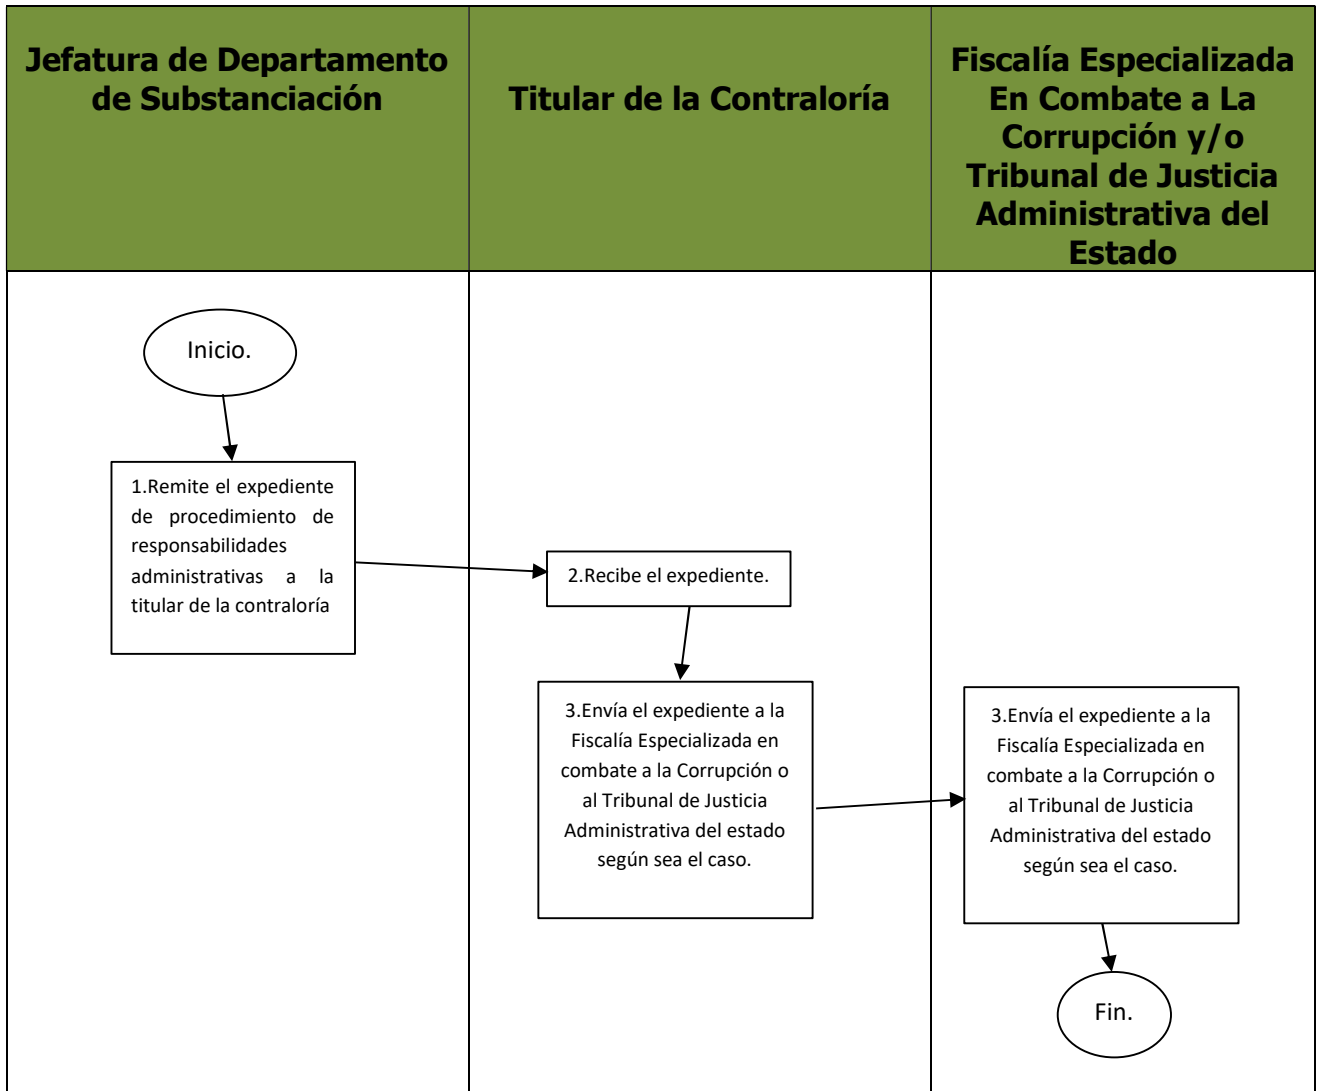 Jefatura de Departamento
de Substanciación
Titular de la Contraloría
Fiscalía Especializada
En Combate a La
Corrupción y/o
Tribunal de Justicia
Administrativa del
Estado
Inicio.
1.Remite el expediente
de procedimiento de
responsabilidades
administrativas a la
titular de la contraloría
2.Recibe el expediente.
3.Envía el expediente a la
Fiscalía Especializada en
combate a la Corrupción o
al Tribunal de Justicia
Administrativa del estado
según sea el caso.
3.Envía el expediente a la
Fiscalía Especializada en
combate a la Corrupción o
al Tribunal de Justicia
Administrativa del estado
según sea el caso.
Fin.